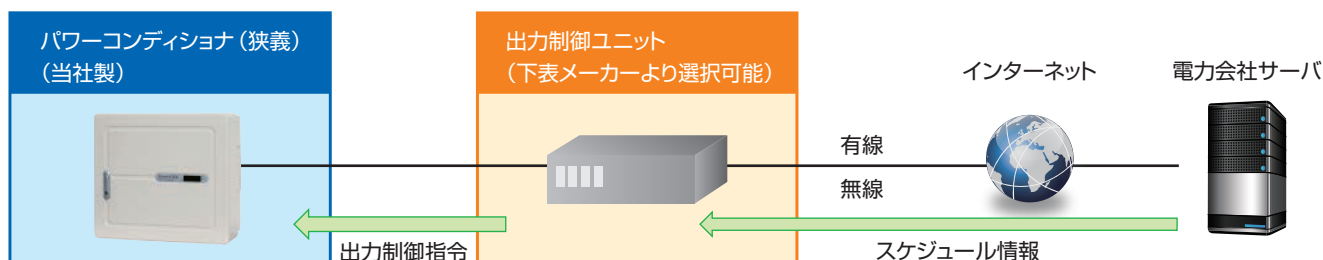 パワーコンディショナ（狭義）
（当社製）
出力制御ユニット
（下表メーカーより選択可能）
インターネット
電力会社サーバ
有線
無線
出力制御指令
スケジュール情報